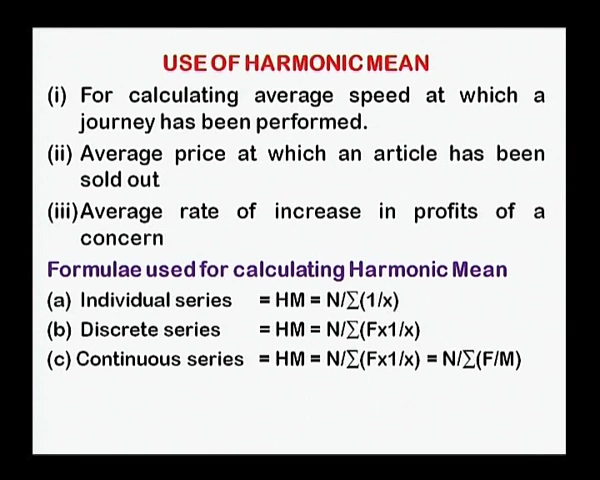 USE OF HARMONIC MEAN
(i) For calculating average speed at which a
journey has been performed.
(ii) Average price at which an article has been
sold out
(iii) Average rate of increase in profits of a
concern
Formulae used for calculating Harmonic Mean
(a) Individual series = HM = N/∑(1/x)
(b) Discrete series = HM = N/∑(Fx1/x)
(c) Continuous series = HM = N/∑(Fx1/x) = N/∑(F/M)